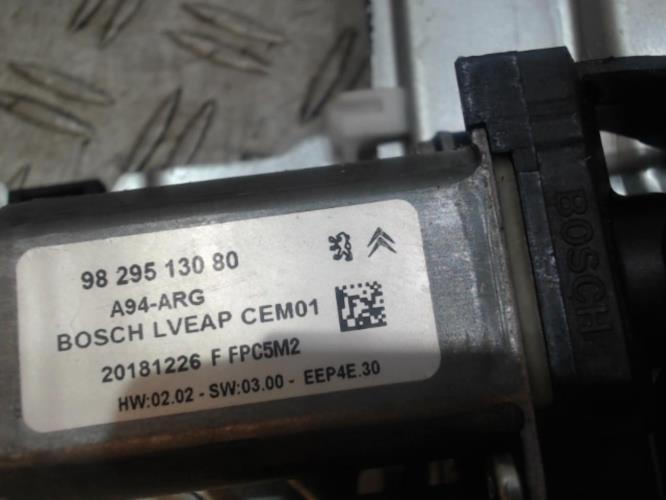 98 295 130 80
A94-ARG
BOSCH LVEAP CEM01
20181226 F FPC5M2
HW:02.02 - SW:03.00 - EEP4E.30
BOSCH